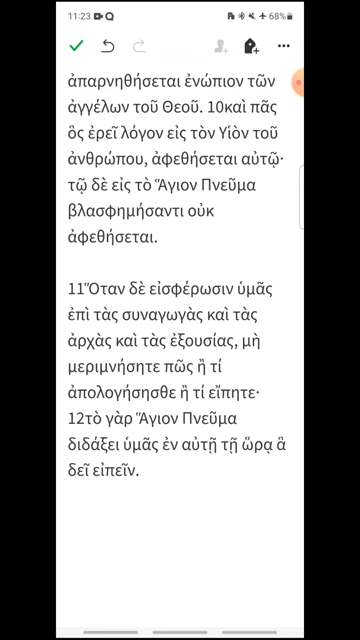 11:23
68%
ἀπαρνηθήσεται ἐνώπιον τῶν
ἀγγέλων τοῦ Θεοῦ. 10καὶ πᾶς
ὃς ἐρεῖ λόγον εἰς τὸν Υἱὸν τοῦ
ἀνθρώπου, ἀφεθήσεται αὐτῷ·
τῷ δὲ εἰς τὸ Ἅγιον Πνεῦμα
βλασφημήσαντι οὐκ
ἀφεθήσεται.
11Ὅταν δὲ εἰσφέρωσιν ὑμᾶς
ἐπὶ τὰς συναγωγὰς καὶ τὰς
ἀρχὰς καὶ τὰς ἐξουσίας, μὴ
μεριμνήσητε πῶς ἢ τί
ἀπολογήσησθε ἢ τί εἴπητε·
12τὸ γὰρ Ἅγιον Πνεῦμα
διδάξει ὑμᾶς ἐν αὐτῇ τῇ ὥρᾳ ἃ
δεῖ εἰπεῖν.